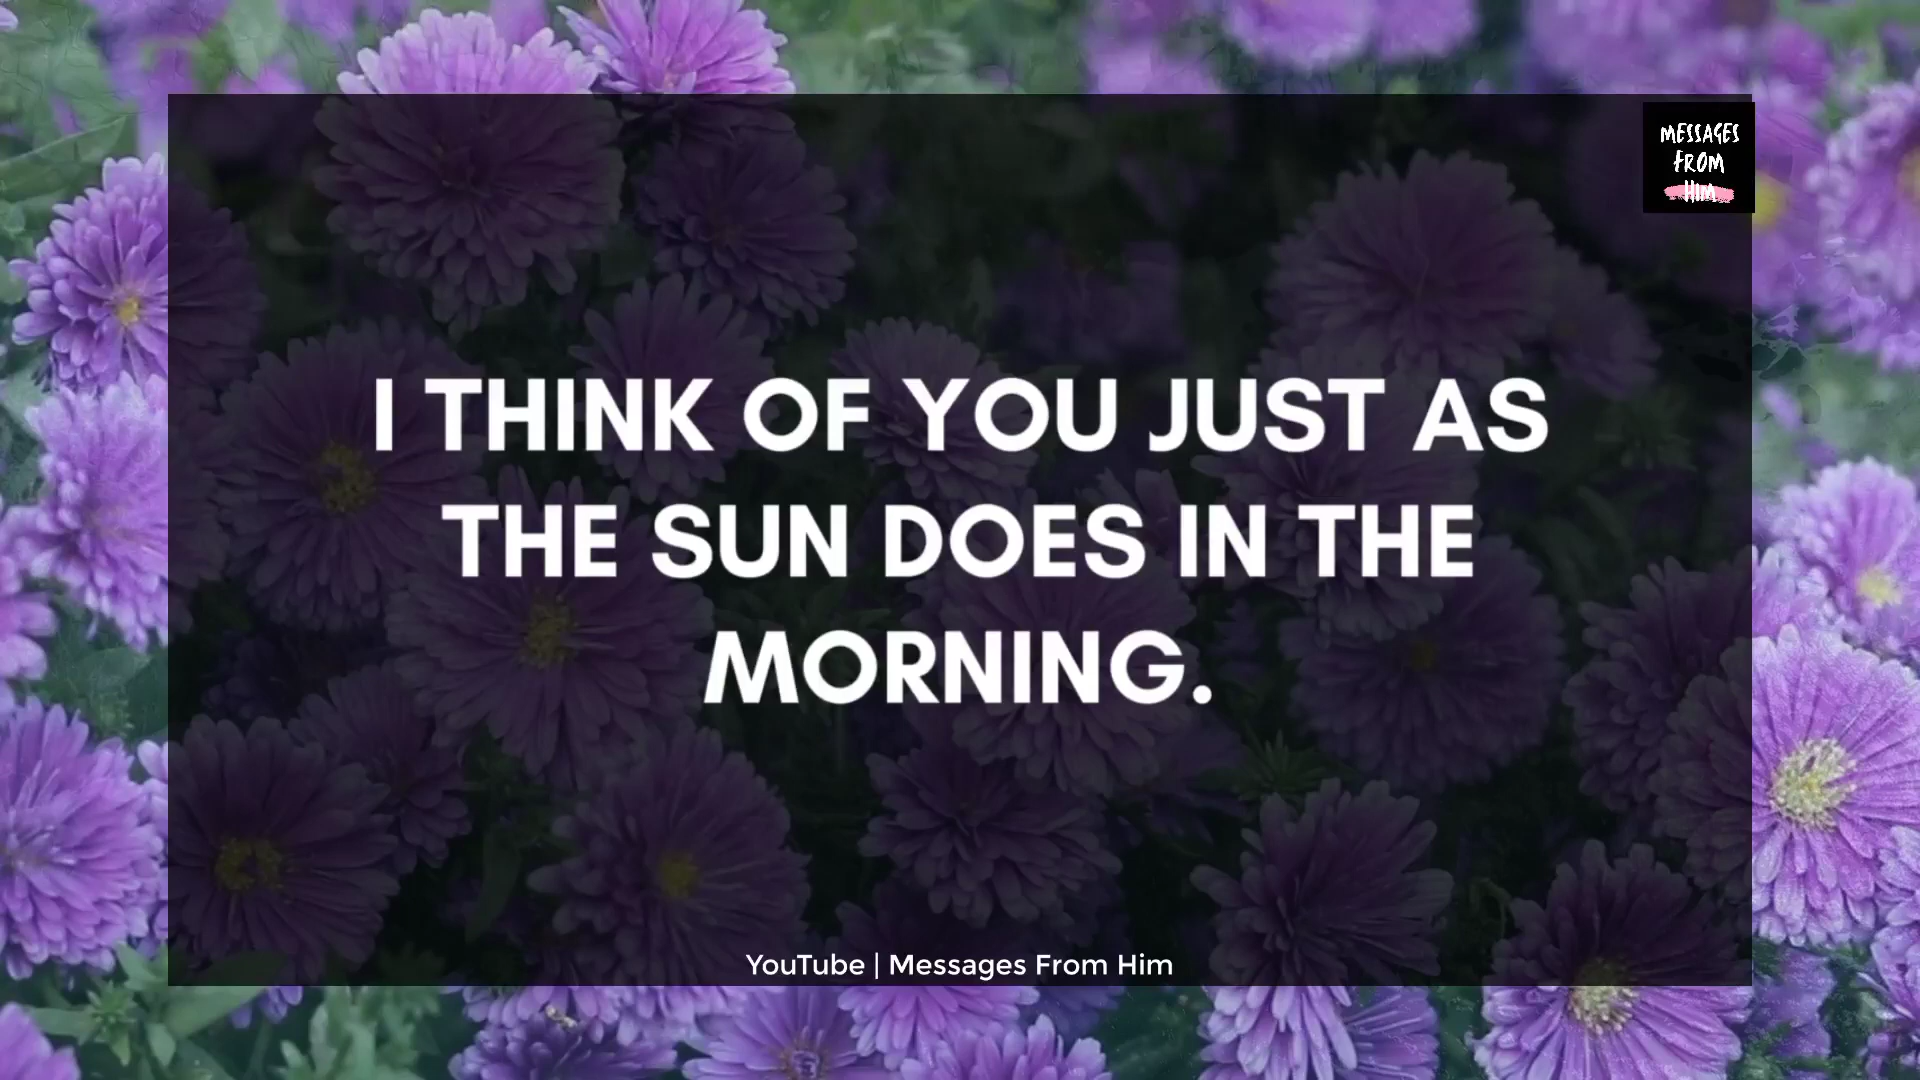 MESSAGES
FROM
HIM
I THINK OF YOU JUST AS
THE SUN DOES IN THE
MORNING.
YouTube | Messages From Him